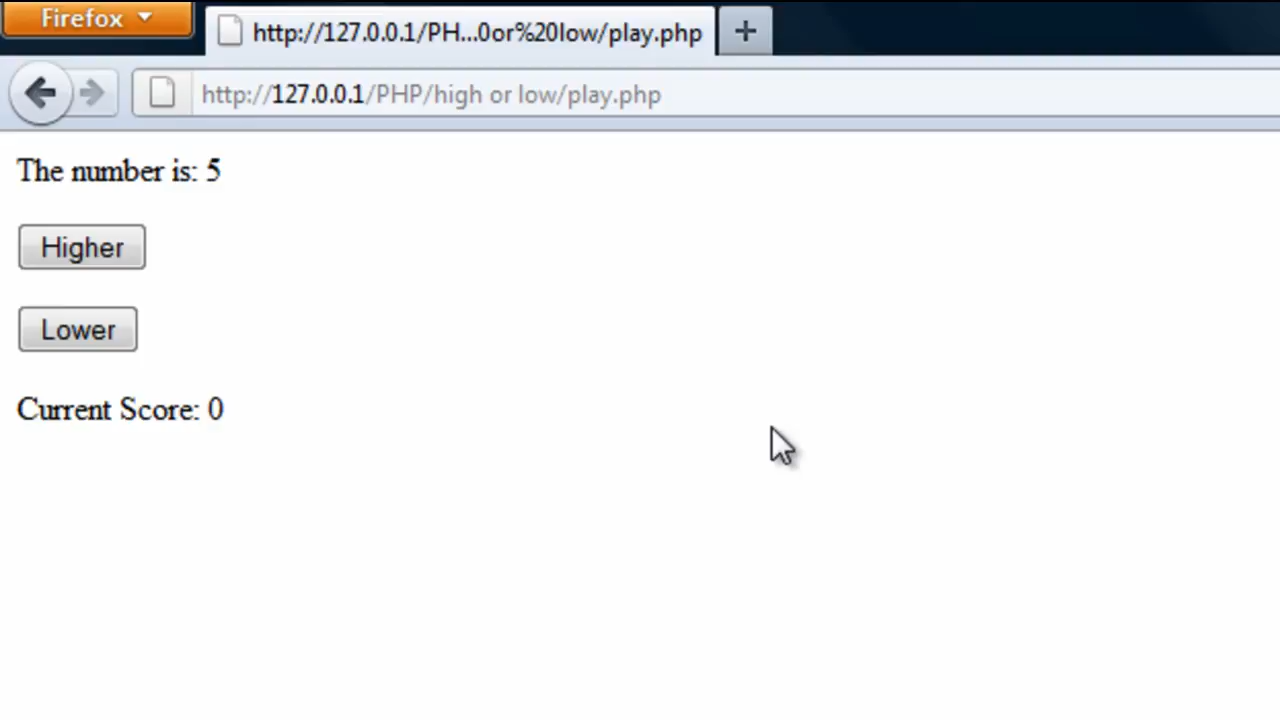 Firefox
http://127.0.0.1/PH...0or%20low/play.php
http://127.0.0.1/PHP/high or low/play.php
The number is: 5
Higher
Lower
Current Score: 0